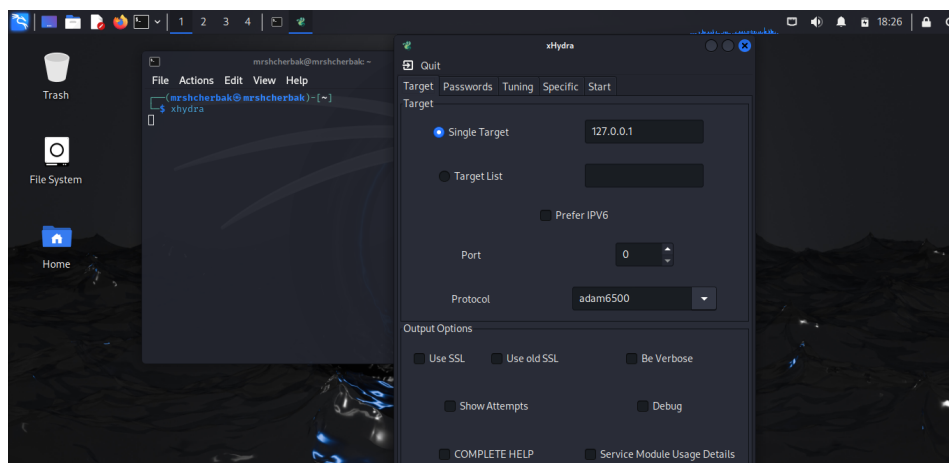 1 2 3 4
18:26
Trash
File System
Home
mrshcherbak@mrshcherbak: ~
File Actions Edit View Help
(mrshcherbak㉿mrshcherbak)-[~]
$ xhydra
xHydra
Quit
Target Passwords Tuning Specific Start
Target
Single Target 127.0.0.1
Target List
Prefer IPV6
Port 0
Protocol adam6500
Output Options
Use SSL Use old SSL Be Verbose
Show Attempts Debug
COMPLETE HELP Service Module Usage Details